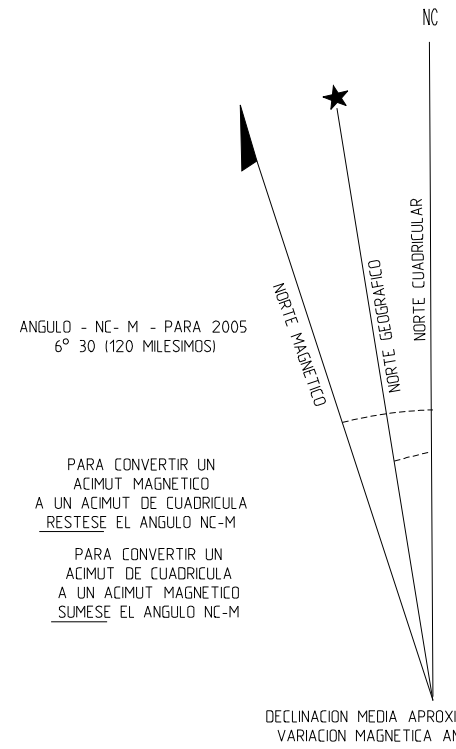 NC
NORTE MAGNETICO
NORTE GEOGRAFICO
NORTE CUADRICULAR
ANGULO - NC- M - PARA 2005
6° 30 (120 MILESIMOS)
PARA CONVERTIR UN
ACIMUT MAGNETICO
A UN ACIMUT DE CUADRICULA
RESTESE EL ANGULO NC-M
PARA CONVERTIR UN
ACIMUT DE CUADRICULA
A UN ACIMUT MAGNETICO
SUMESE EL ANGULO NC-M
DECLINACION MEDIA APROXI
VARIACION MAGNETICA AN